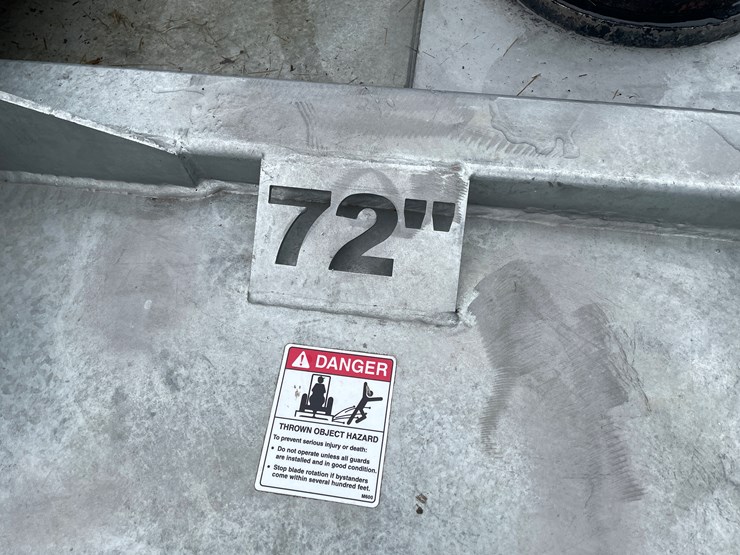 72"
DANGER
THROWN OBJECT HAZARD
To prevent serious injury or death:
• Do not operate unless all guards
are installed and in good condition.
• Stop blade rotation if bystanders
come within several hundred feet.
M600